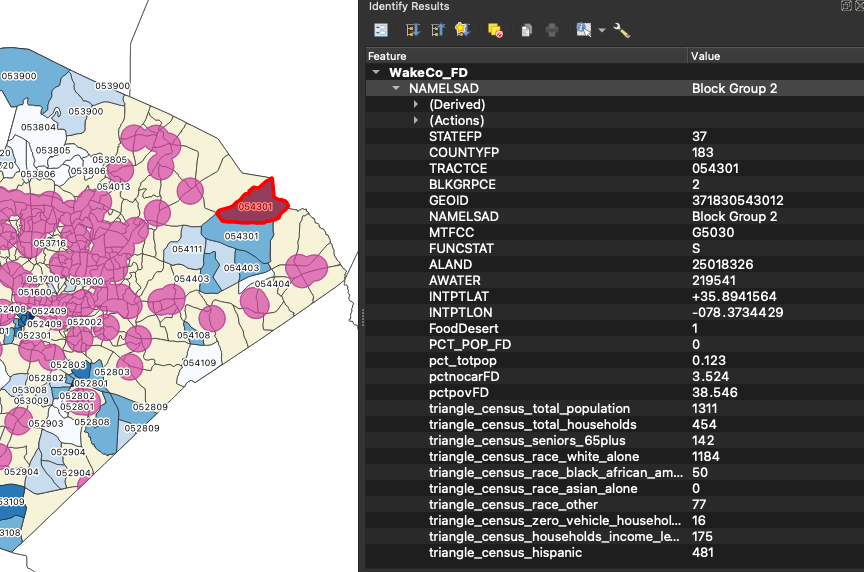 Identify Results
Feature Value
WakeCo_FD
NAMELSAD Block Group 2
(Derived)
(Actions)
STATEFP 37
COUNTYFP 183
TRACTCE 054301
BLKGRPCE 2
GEOID 371830543012
NAMELSAD Block Group 2
MTFCC G5030
FUNCSTAT S
ALAND 25018326
AWATER 219541
INTPTLAT +35.8941564
INTPTLON -078.3734429
FoodDesert 1
PCT_POP_FD 0
pct_totpop 0.123
pctnocarFD 3.524
pctpovFD 38.546
triangle_census_total_population 1311
triangle_census_total_households 454
triangle_census_seniors_65plus 142
triangle_census_race_white_alone 1184
triangle_census_race_black_african_am... 50
triangle_census_race_asian_alone 0
triangle_census_race_other 77
triangle_census_zero_vehicle_househol... 16
triangle_census_households_income_le... 175
triangle_census_hispanic 481
053900
053900
053900
053804
053805
053805
053806
053806
054013
054301
053716
054301
054111
054403
054403
054404
051700
051800
051600
052408
052409
052409
052002
052301
054108
054109
052803
052803
052802
052801
053008
052802
053009
052801
052809
052903
052808
052809
052904
052904
052904
53109
53108